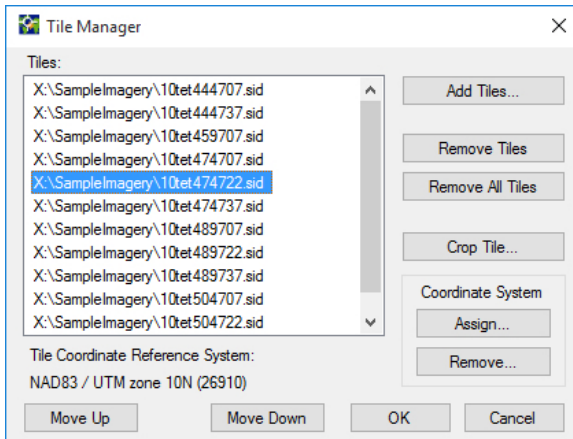 Tile Manager
Tiles:
X:\SampleImagery\10tet444707.sid
X:\SampleImagery\10tet444737.sid
X:\SampleImagery\10tet459707.sid
X:\SampleImagery\10tet474707.sid
X:\SampleImagery\10tet474722.sid
X:\SampleImagery\10tet474737.sid
X:\SampleImagery\10tet489707.sid
X:\SampleImagery\10tet489722.sid
X:\SampleImagery\10tet489737.sid
X:\SampleImagery\10tet504707.sid
X:\SampleImagery\10tet504722.sid
Add Tiles...
Remove Tiles
Remove All Tiles
Crop Tile...
Coordinate System
Assign...
Remove...
Tile Coordinate Reference System:
NAD83 / UTM zone 10N (26910)
Move Up
Move Down
OK
Cancel